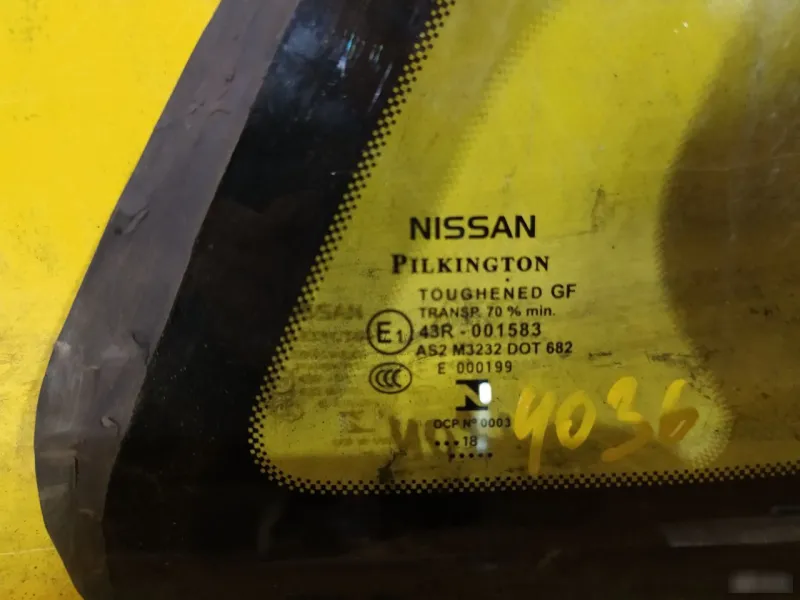 NISSAN
PILKINGTON
TOUGHENED GF
TRANSP. 70 % min.
E1 43R - 001583
AS2 M3232 DOT 682
E 000199
CCC
N
OCP Nº 0003
•••18
•••••
4036